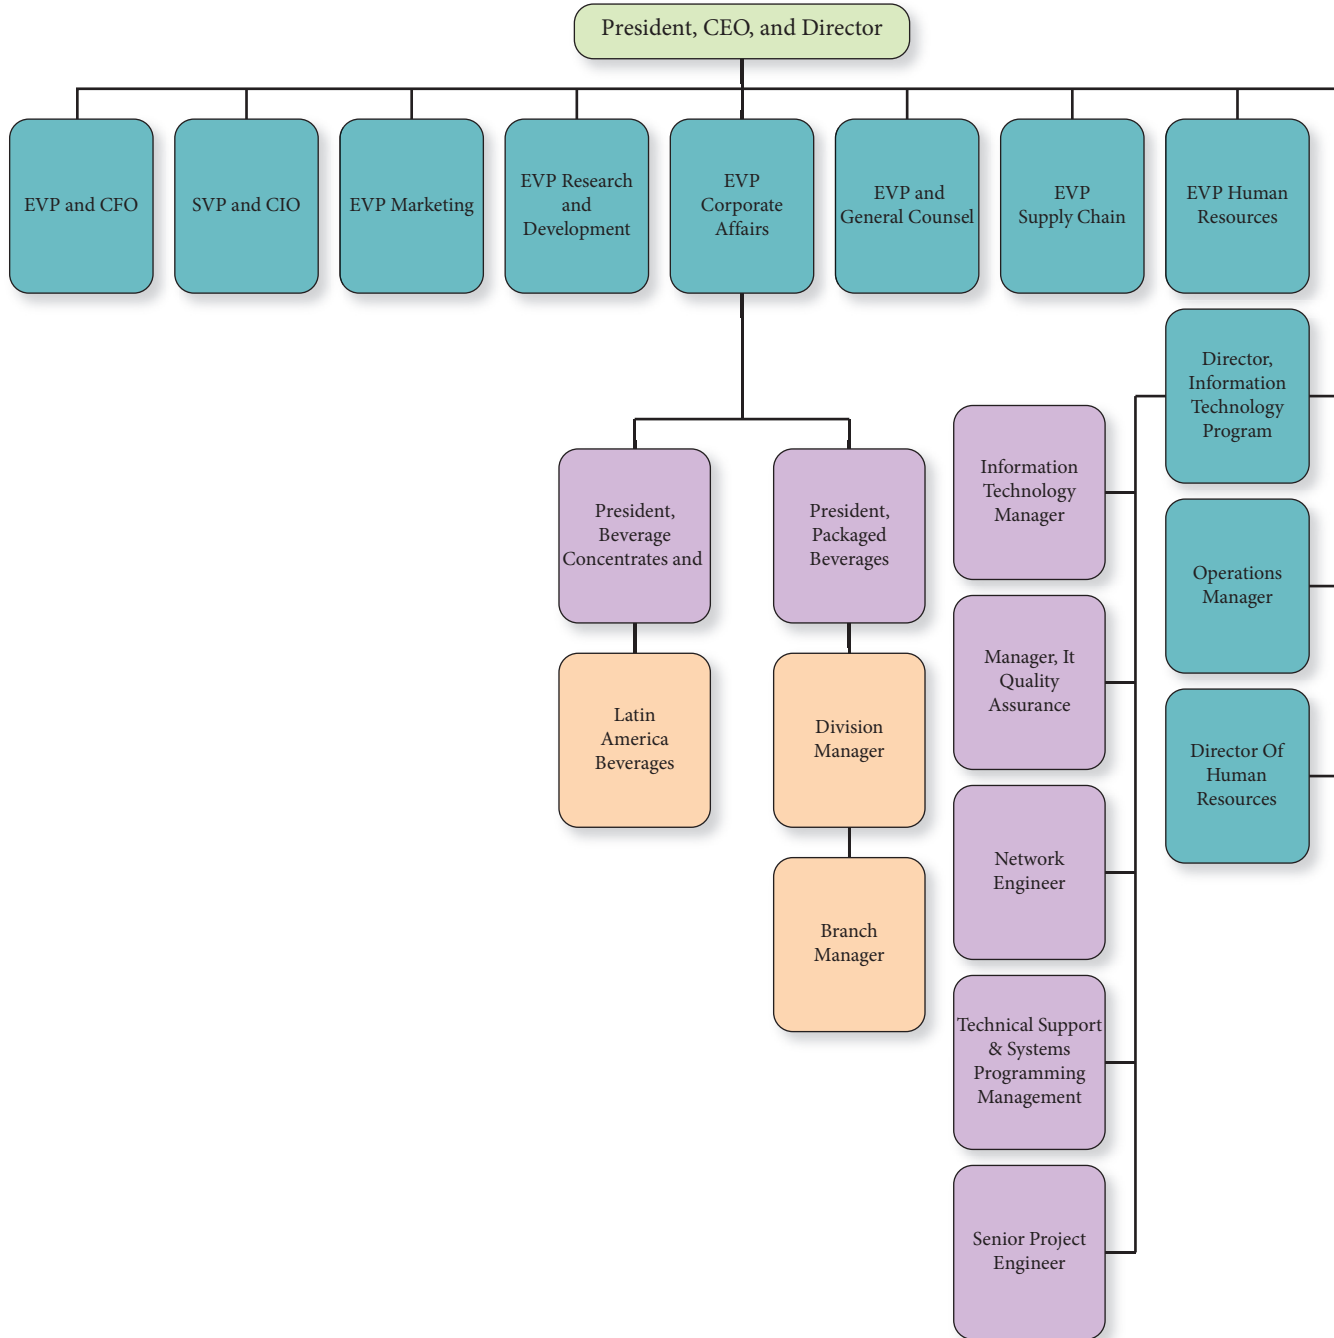 President, CEO, and Director
EVP and CFO
SVP and CIO
EVP Marketing
EVP Research
and
Development
EVP
Corporate
Affairs
EVP and
General Counsel
EVP
Supply Chain
EVP Human
Resources
Director,
Information
Technology
Program
Operations
Manager
Director Of
Human
Resources
President,
Beverage
Concentrates and
President,
Packaged
Beverages
Latin
America
Beverages
Division
Manager
Branch
Manager
Information
Technology
Manager
Manager, It
Quality
Assurance
Network
Engineer
Technical Support
& Systems
Programming
Management
Senior Project
Engineer